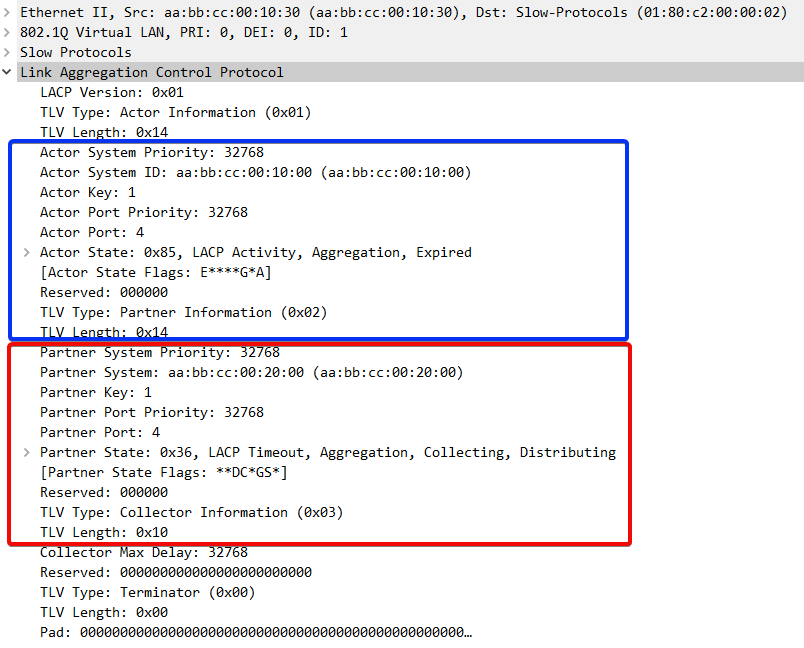 Ethernet II, Src: aa:bb:cc:00:10:30 (aa:bb:cc:00:10:30), Dst: Slow-Protocols (01:80:c2:00:00:02)
802.1Q Virtual LAN, PRI: 0, DEI: 0, ID: 1
Slow Protocols
Link Aggregation Control Protocol
LACP Version: 0x01
TLV Type: Actor Information (0x01)
TLV Length: 0x14
Actor System Priority: 32768
Actor System ID: aa:bb:cc:00:10:00 (aa:bb:cc:00:10:00)
Actor Key: 1
Actor Port Priority: 32768
Actor Port: 4
Actor State: 0x85, LACP Activity, Aggregation, Expired
[Actor State Flags: E****G*A]
Reserved: 000000
TLV Type: Partner Information (0x02)
TLV Length: 0x14
Partner System Priority: 32768
Partner System: aa:bb:cc:00:20:00 (aa:bb:cc:00:20:00)
Partner Key: 1
Partner Port Priority: 32768
Partner Port: 4
Partner State: 0x36, LACP Timeout, Aggregation, Collecting, Distributing
[Partner State Flags: **DC*GS*]
Reserved: 000000
TLV Type: Collector Information (0x03)
TLV Length: 0x10
Collector Max Delay: 32768
Reserved: 000000000000000000000000
TLV Type: Terminator (0x00)
TLV Length: 0x00
Pad: 000000000000000000000000000000000000000000000000…